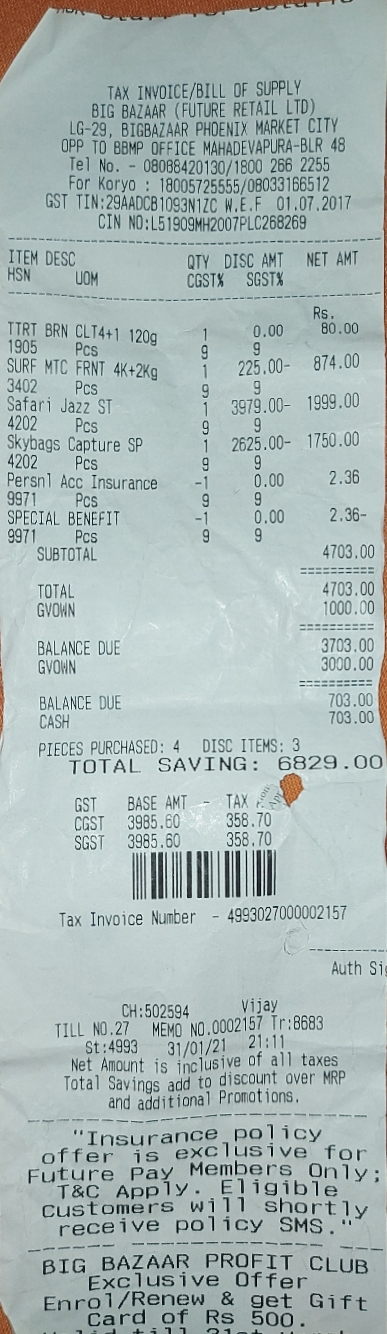 TAX INVOICE/BILL OF SUPPLY
BIG BAZAAR (FUTURE RETAIL LTD)
LG-29, BIGBAZAAR PHOENIX MARKET CITY
OPP TO BBMP OFFICE MAHADEVAPURA-BLR 48
Tel No. - 08068420130/1800 266 2255
For Koryo : 18005725555/08033166512
GST TIN:29AADCB1093N1ZC W.E.F 01.07.2017
CIN NO:L51909MH2007PLC268269
ITEM DESC QTY DISC AMT NET AMT
HSN UOM CGST% SGST%
Rs.
TTRT BRN CLT4+1 120g 1 0.00 80.00
1905 Pcs 9 9
SURF MTC FRNT 4K+2Kg 1 225.00- 874.00
3402 Pcs 9 9
Safari Jazz ST 1 3979.00- 1999.00
4202 Pcs 9 9
Skybags Capture SP 1 2625.00- 1750.00
4202 Pcs 9 9
Persnl Acc Insurance -1 0.00 2.36
9971 Pcs 9 9
SPECIAL BENEFIT -1 0.00 2.36-
9971 Pcs 9 9
SUBTOTAL 4703.00
==========
TOTAL 4703.00
GVOWN 1000.00
==========
BALANCE DUE 3703.00
GVOWN 3000.00
==========
BALANCE DUE 703.00
CASH 703.00
PIECES PURCHASED: 4 DISC ITEMS: 3
TOTAL SAVING: 6829.00
GST BASE AMT - TAX
CGST 3985.60 358.70
SGST 3985.60 358.70
Tax Invoice Number - 4993027000002157
Auth Si
CH:502594 Vijay
TILL NO.27 MEMO NO.0002157 Tr:8683
St:4993 31/01/21 21:11
Net Amount is inclusive of all taxes
Total Savings add to discount over MRP
and additional Promotions.
"Insurance policy
offer is exclusive for
Future Pay Members Only;
T&C Apply. Eligible
Customers will shortly
receive policy SMS."
BIG BAZAAR PROFIT CLUB
Exclusive Offer
Enrol/Renew & get Gift
Card of Rs 500.